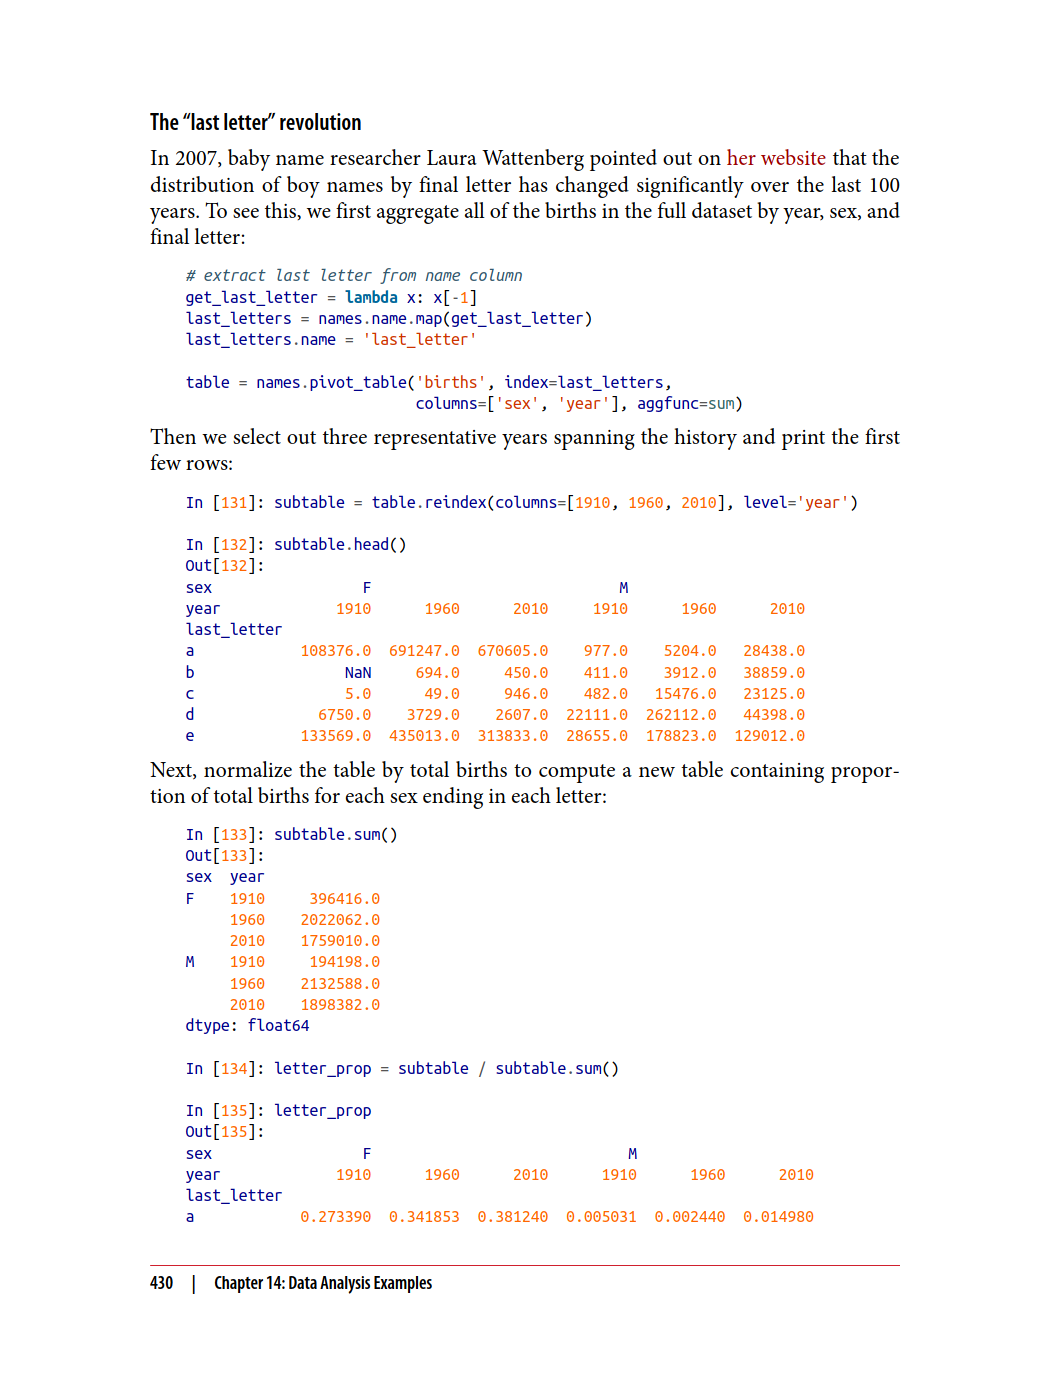 The “last letter” revolution
In 2007, baby name researcher Laura Wattenberg pointed out on her website that the
distribution of boy names by final letter has changed significantly over the last 100
years. To see this, we first aggregate all of the births in the full dataset by year, sex, and
final letter:
# extract last letter from name column
get_last_letter = lambda x: x[-1]
last_letters = names.name.map(get_last_letter)
last_letters.name = 'last_letter'
table = names.pivot_table('births', index=last_letters,
columns=['sex', 'year'], aggfunc=sum)
Then we select out three representative years spanning the history and print the first
few rows:
In [131]: subtable = table.reindex(columns=[1910, 1960, 2010], level='year')
In [132]: subtable.head()
Out[132]:
sex F M
year 1910 1960 2010 1910 1960 2010
last_letter
a 108376.0 691247.0 670605.0 977.0 5204.0 28438.0
b NaN 694.0 450.0 411.0 3912.0 38859.0
c 5.0 49.0 946.0 482.0 15476.0 23125.0
d 6750.0 3729.0 2607.0 22111.0 262112.0 44398.0
e 133569.0 435013.0 313833.0 28655.0 178823.0 129012.0
Next, normalize the table by total births to compute a new table containing propor-
tion of total births for each sex ending in each letter:
In [133]: subtable.sum()
Out[133]:
sex year
F 1910 396416.0
1960 2022062.0
2010 1759010.0
M 1910 194198.0
1960 2132588.0
2010 1898382.0
dtype: float64
In [134]: letter_prop = subtable / subtable.sum()
In [135]: letter_prop
Out[135]:
sex F M
year 1910 1960 2010 1910 1960 2010
last_letter
a 0.273390 0.341853 0.381240 0.005031 0.002440 0.014980
430 | Chapter 14: Data Analysis Examples